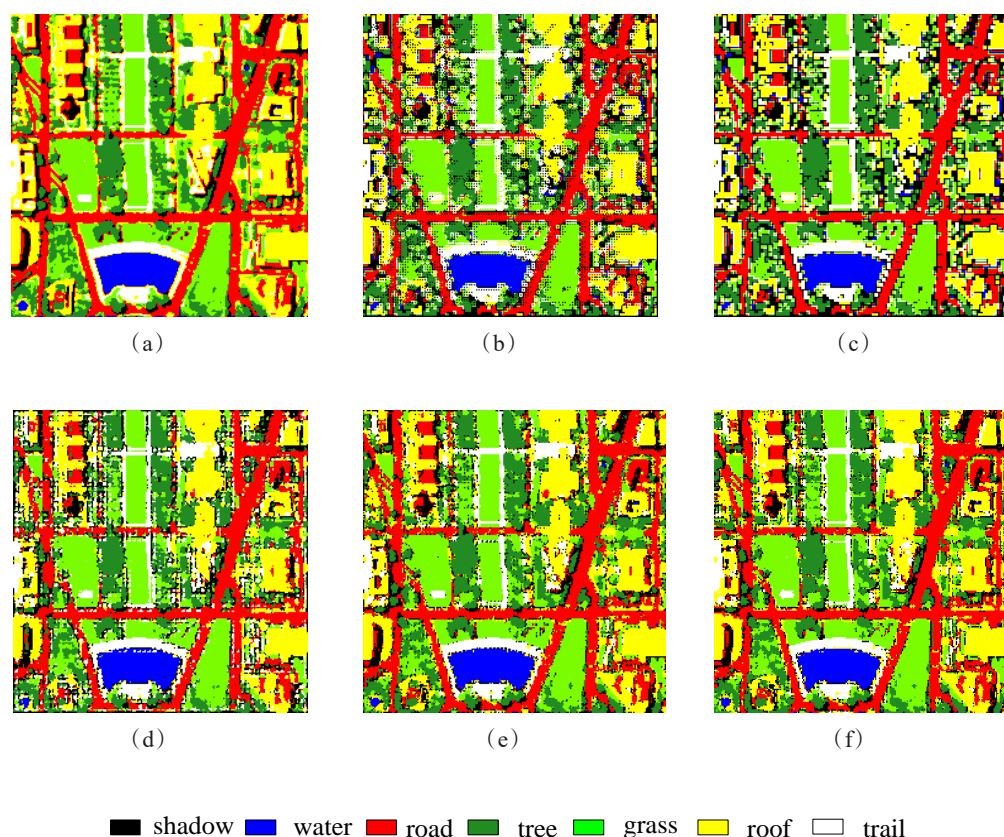 (a) (b) (c)
(d) (e) (f)
shadow water road tree grass roof trail